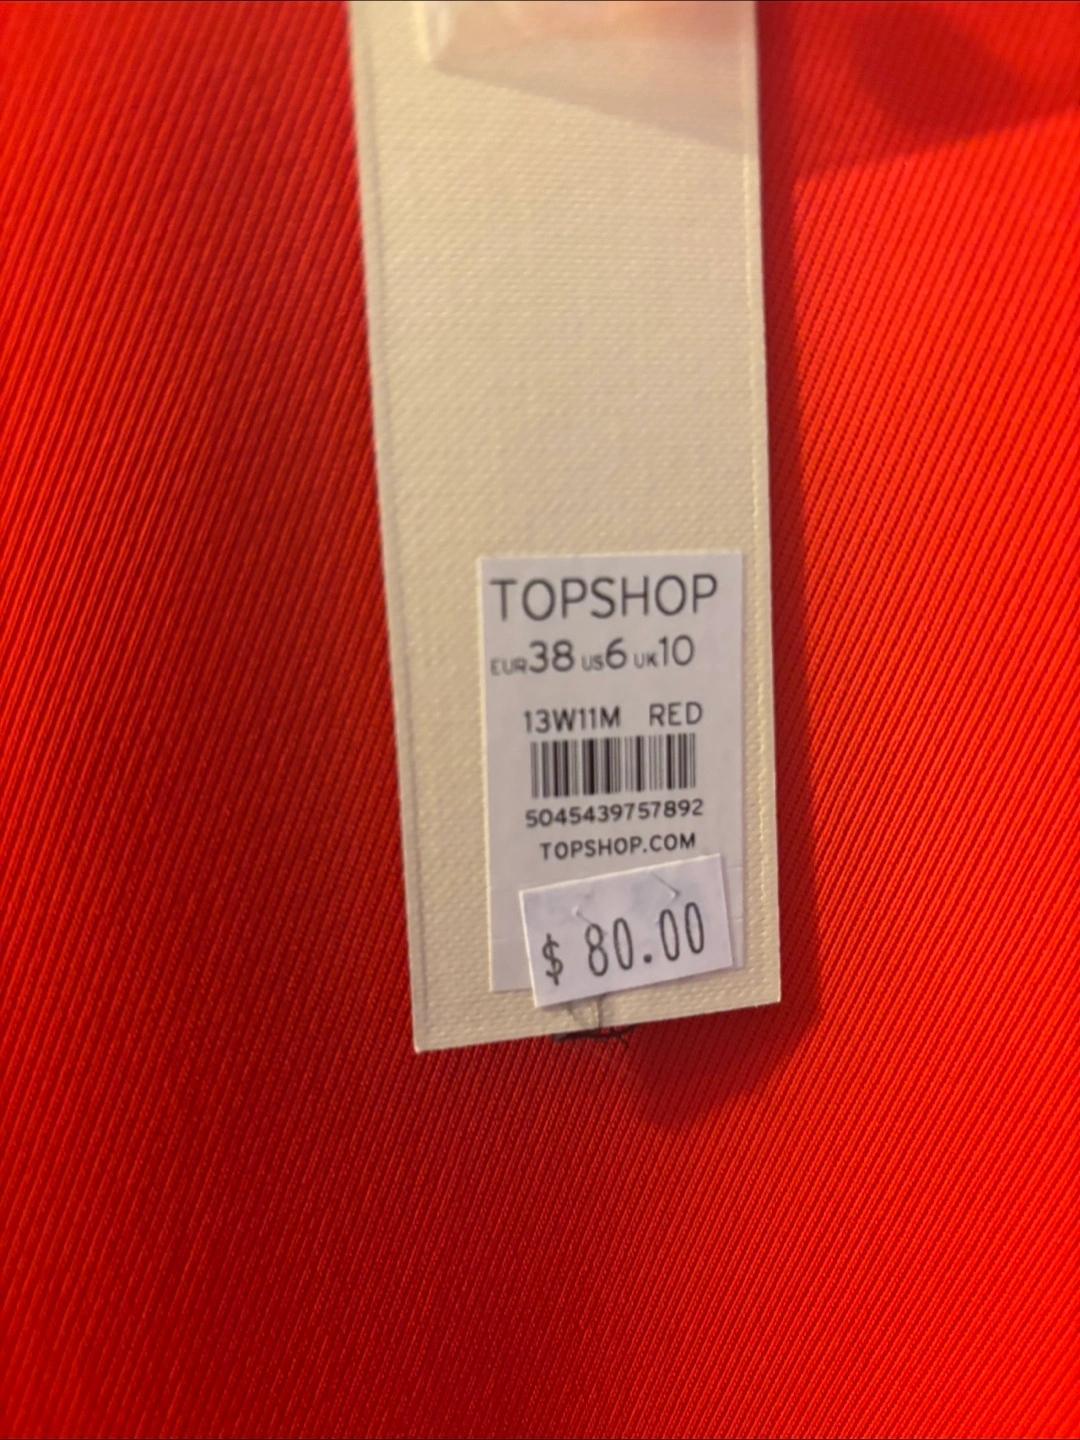 TOPSHOP
EUR38 US6 UK10
13W11M RED
5045439757892
TOPSHOP.COM
$ 80.00